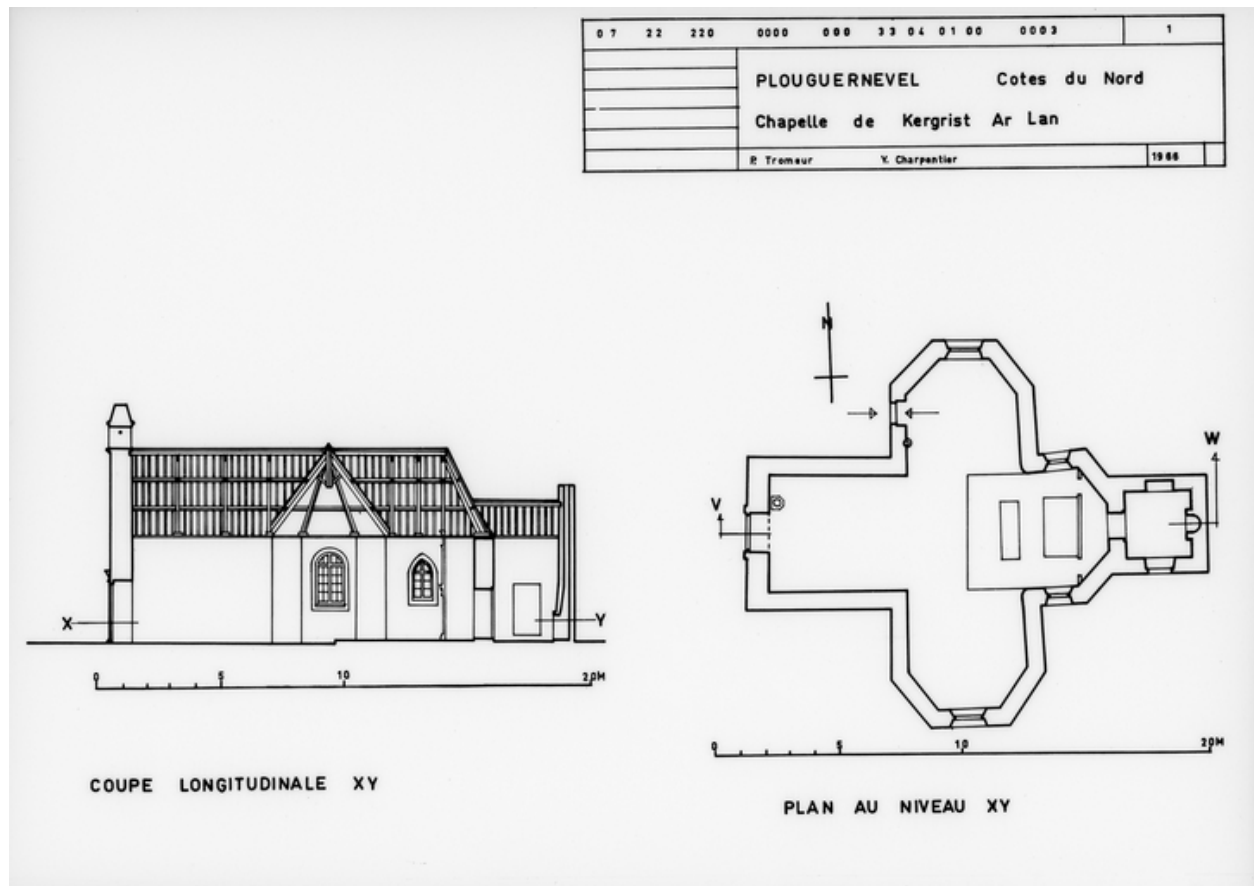 07 22 220 0000 000 33 04 01 00 0003 1
PLOUGUERNEVEL Cotes du Nord
Chapelle de Kergrist Ar Lan
P. Tromeur Y. Charpentier 1966
N
W
V
X Y
0 5 10 20M
0 5 10 20M
COUPE LONGITUDINALE XY
PLAN AU NIVEAU XY